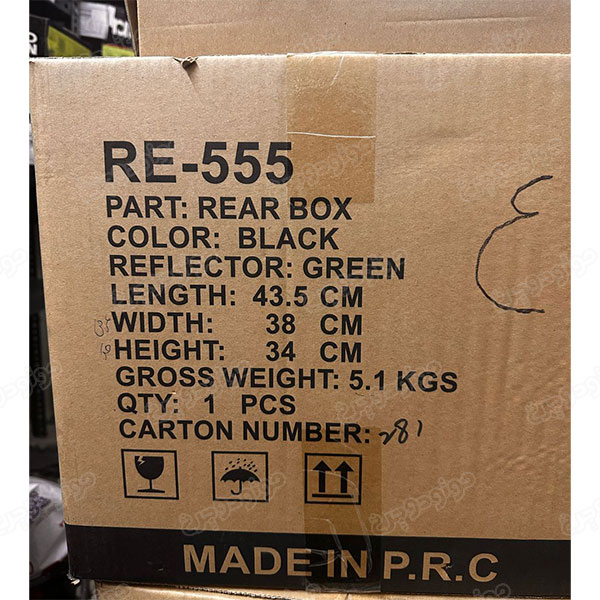 RE-555
PART: REAR BOX
COLOR: BLACK
REFLECTOR: GREEN
LENGTH: 43.5 CM
WIDTH: 38 CM
HEIGHT: 34 CM
GROSS WEIGHT: 5.1 KGS
QTY: 1 PCS
CARTON NUMBER: 281
MADE IN P.R.C